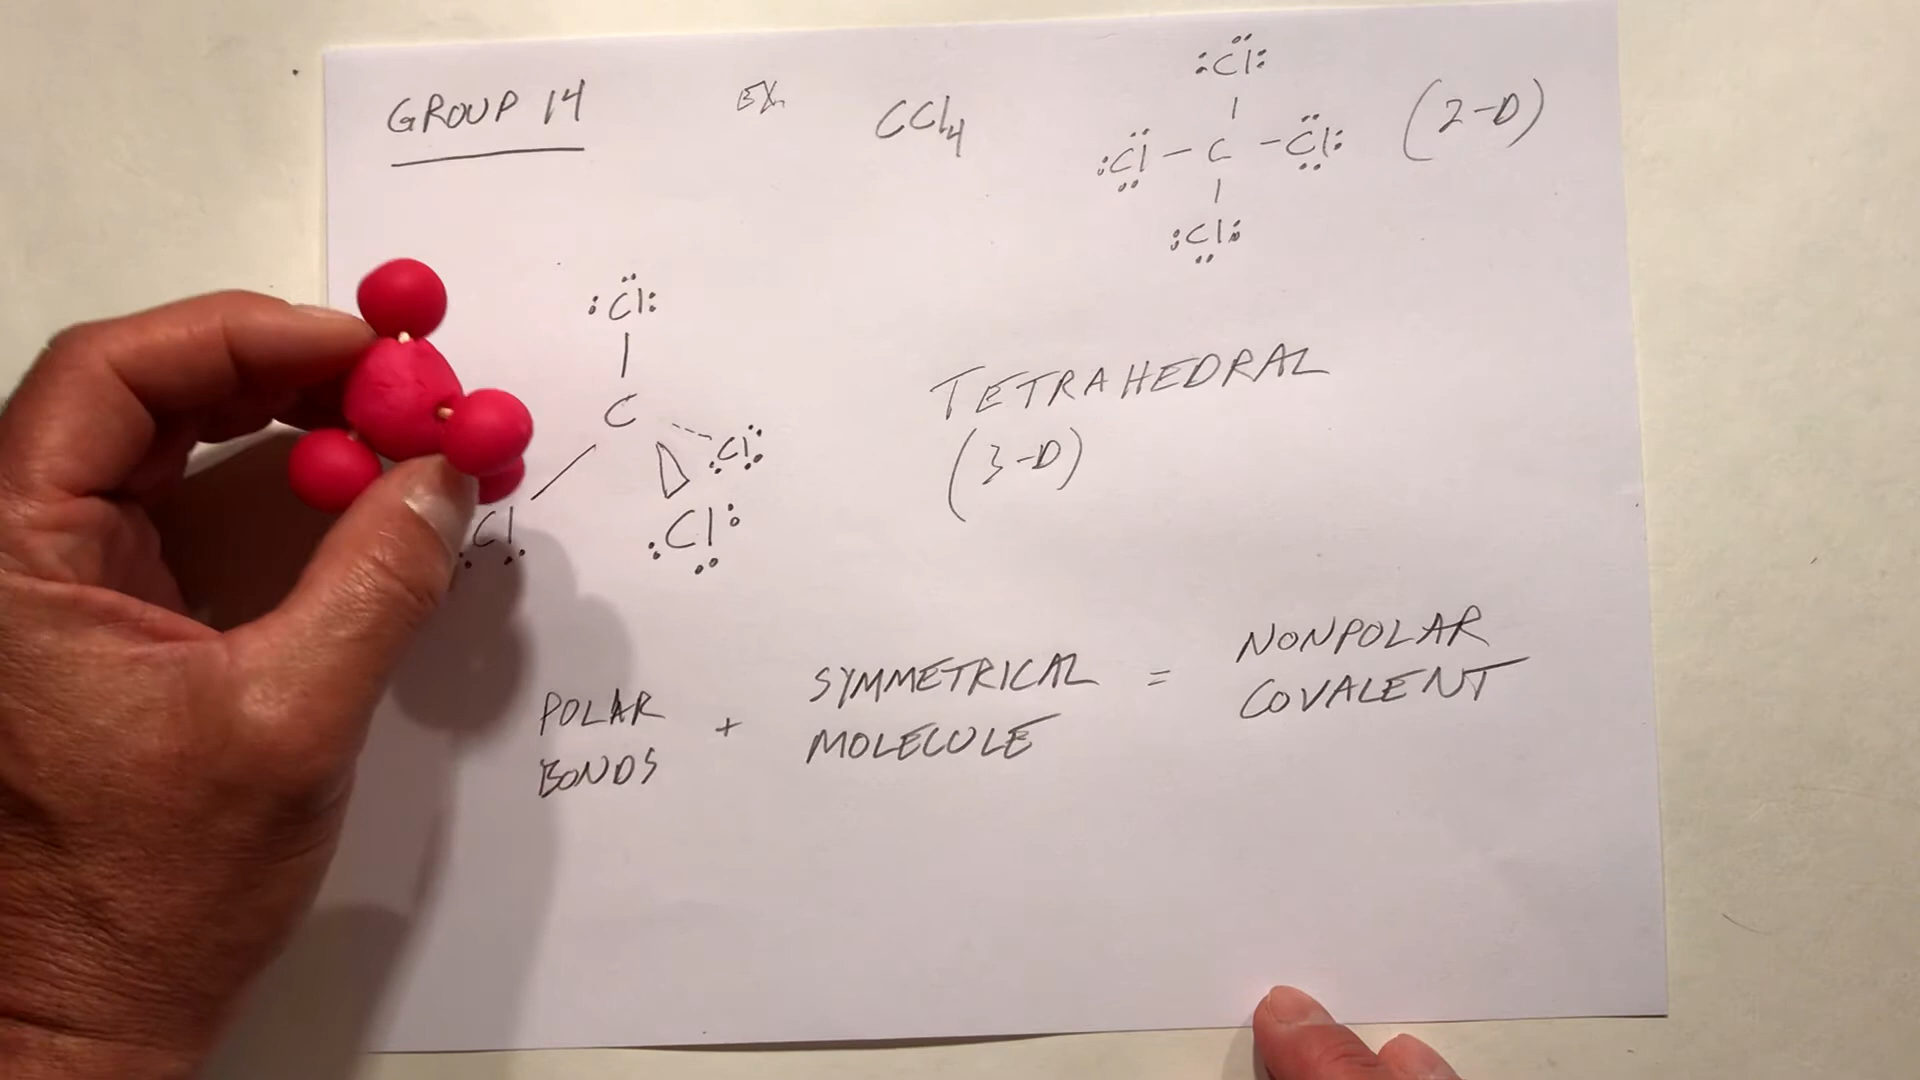 GROUP 14
EX.
CCl4
:Cl:
:Cl — C — Cl:
:Cl:
(2-D)
:Cl:
C
Cl:
Cl
:Cl:
TETRAHEDRAL
(3-D)
POLAR
BONDS
+
SYMMETRICAL
MOLECULE
=
NONPOLAR
COVALENT